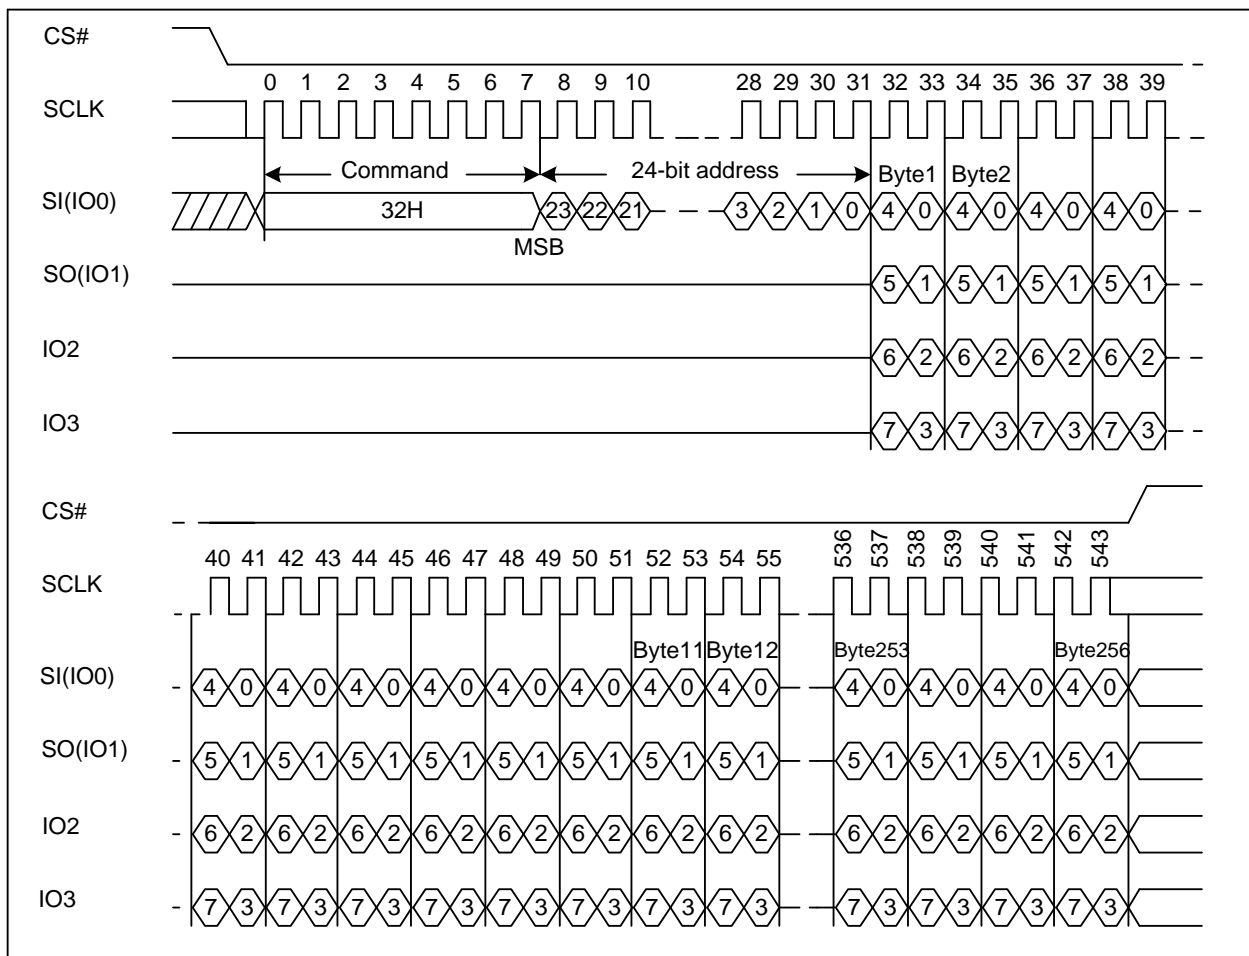 CS#
0 1 2 3 4 5 6 7 8 9 10 28 29 30 31 32 33 34 35 36 37 38 39
SCLK
Command 24-bit address Byte1 Byte2
SI(IO0) 32H 23 22 21 3 2 1 0 4 0 4 0 4 0 4 0
MSB
SO(IO1) 5 1 5 1 5 1 5 1
IO2 6 2 6 2 6 2 6 2
IO3 7 3 7 3 7 3 7 3
CS#
40 41 42 43 44 45 46 47 48 49 50 51 52 53 54 55 536 537 538 539 540 541 542 543
SCLK
Byte11 Byte12 Byte253 Byte256
SI(IO0) 4 0 4 0 4 0 4 0 4 0 4 0 4 0 4 0 4 0 4 0 4 0 4 0
SO(IO1) 5 1 5 1 5 1 5 1 5 1 5 1 5 1 5 1 5 1 5 1 5 1 5 1
IO2 6 2 6 2 6 2 6 2 6 2 6 2 6 2 6 2 6 2 6 2 6 2 6 2
IO3 7 3 7 3 7 3 7 3 7 3 7 3 7 3 7 3 7 3 7 3 7 3 7 3